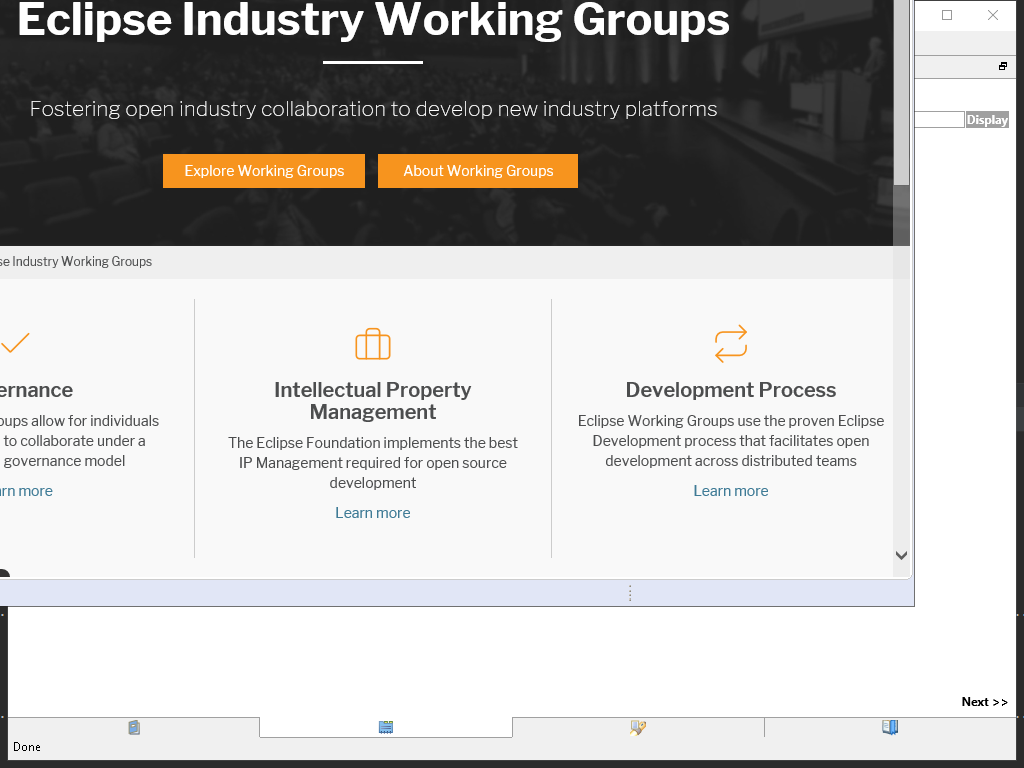 Eclipse Industry Working Groups
Fostering open industry collaboration to develop new industry platforms
Explore Working Groups
About Working Groups
Display
se Industry Working Groups
ernance
oups allow for individuals
to collaborate under a
governance model
arn more
Intellectual Property
Management
The Eclipse Foundation implements the best
IP Management required for open source
development
Learn more
Development Process
Eclipse Working Groups use the proven Eclipse
Development process that facilitates open
development across distributed teams
Learn more
Next >>
Done